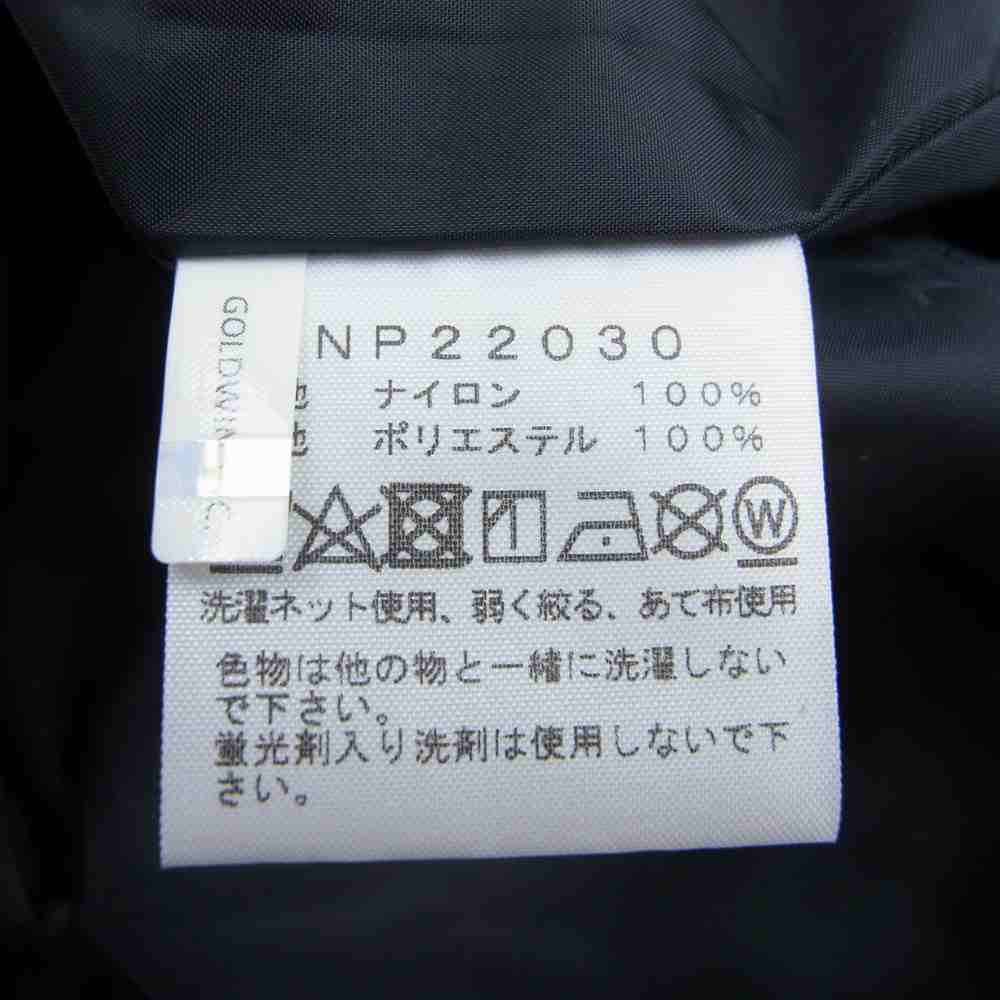 GOLDWIN
NP22030
地 ナイロン 100%
地 ポリエステル 100%
W
洗濯ネット使用、弱く絞る、あて布使用
色物は他の物と一緒に洗濯しない
で下さい。
蛍光剤入り洗剤は使用しないで下
さい。